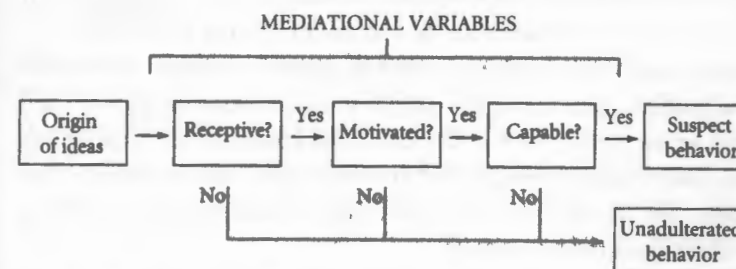 MEDIATIONAL VARIABLES
Origin
of ideas
Receptive?
Yes
Motivated?
Yes
Capable?
Yes
Suspect
behavior
No
No
No
Unadulterated
behavior